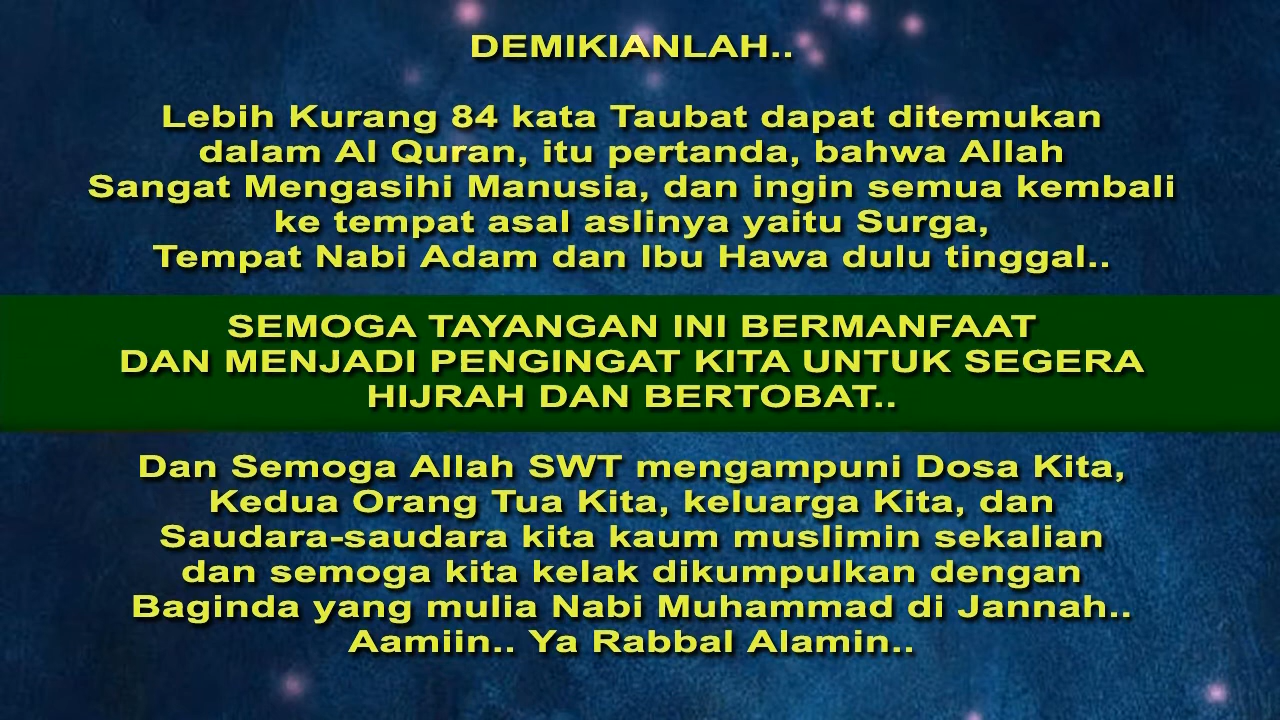 DEMIKIANLAH..
Lebih Kurang 84 kata Taubat dapat ditemukan
dalam Al Quran, itu pertanda, bahwa Allah
Sangat Mengasihi Manusia, dan ingin semua kembali
ke tempat asal aslinya yaitu Surga,
Tempat Nabi Adam dan Ibu Hawa dulu tinggal..
SEMOGA TAYANGAN INI BERMANFAAT
DAN MENJADI PENGINGAT KITA UNTUK SEGERA
HIJRAH DAN BERTOBAT..
Dan Semoga Allah SWT mengampuni Dosa Kita,
Kedua Orang Tua Kita, keluarga Kita, dan
Saudara-saudara kita kaum muslimin sekalian
dan semoga kita kelak dikumpulkan dengan
Baginda yang mulia Nabi Muhammad di Jannah..
Aamiin.. Ya Rabbal Alamin..